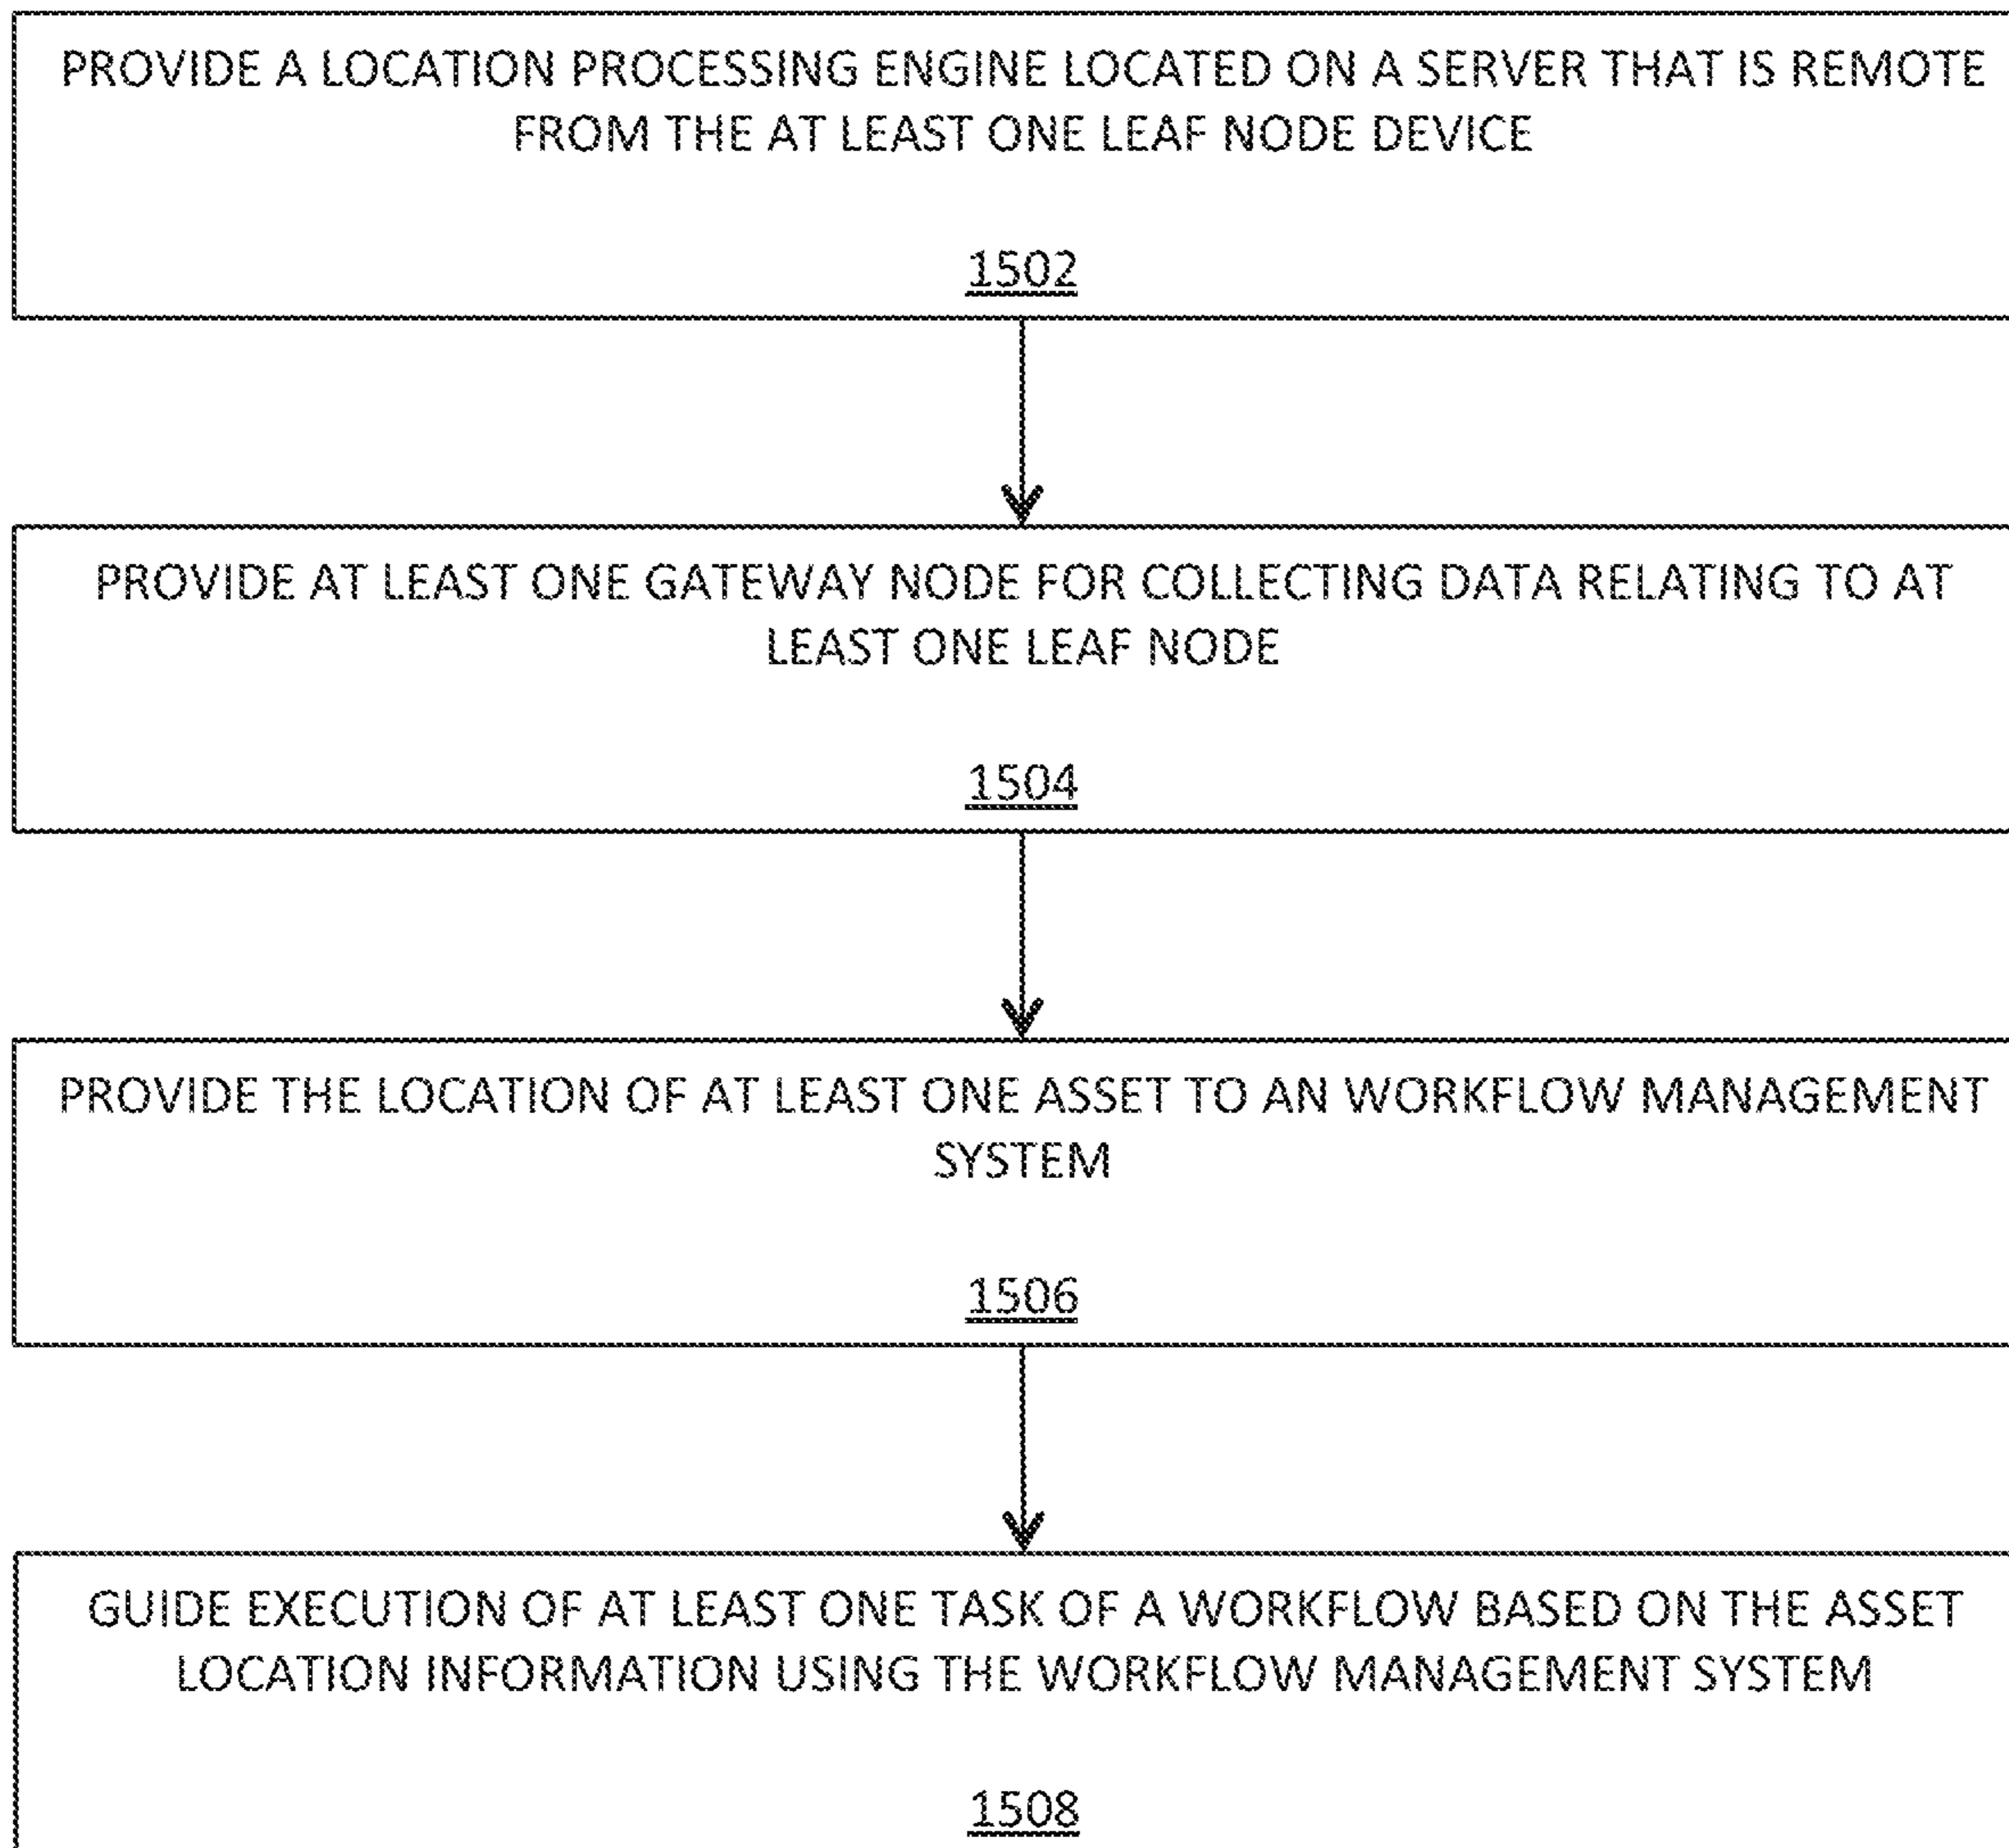 PROVIDE A LOCATION PROCESSING ENGINE LOCATED ON A SERVER THAT IS REMOTE
FROM THE AT LEAST ONE LEAF NODE DEVICE
1502
PROVIDE AT LEAST ONE GATEWAY NODE FOR COLLECTING DATA RELATING TO AT
LEAST ONE LEAF NODE
1504
PROVIDE THE LOCATION OF AT LEAST ONE ASSET TO AN WORKFLOW MANAGEMENT
SYSTEM
1506
GUIDE EXECUTION OF AT LEAST ONE TASK OF A WORKFLOW BASED ON THE ASSET
LOCATION INFORMATION USING THE WORKFLOW MANAGEMENT SYSTEM
1508